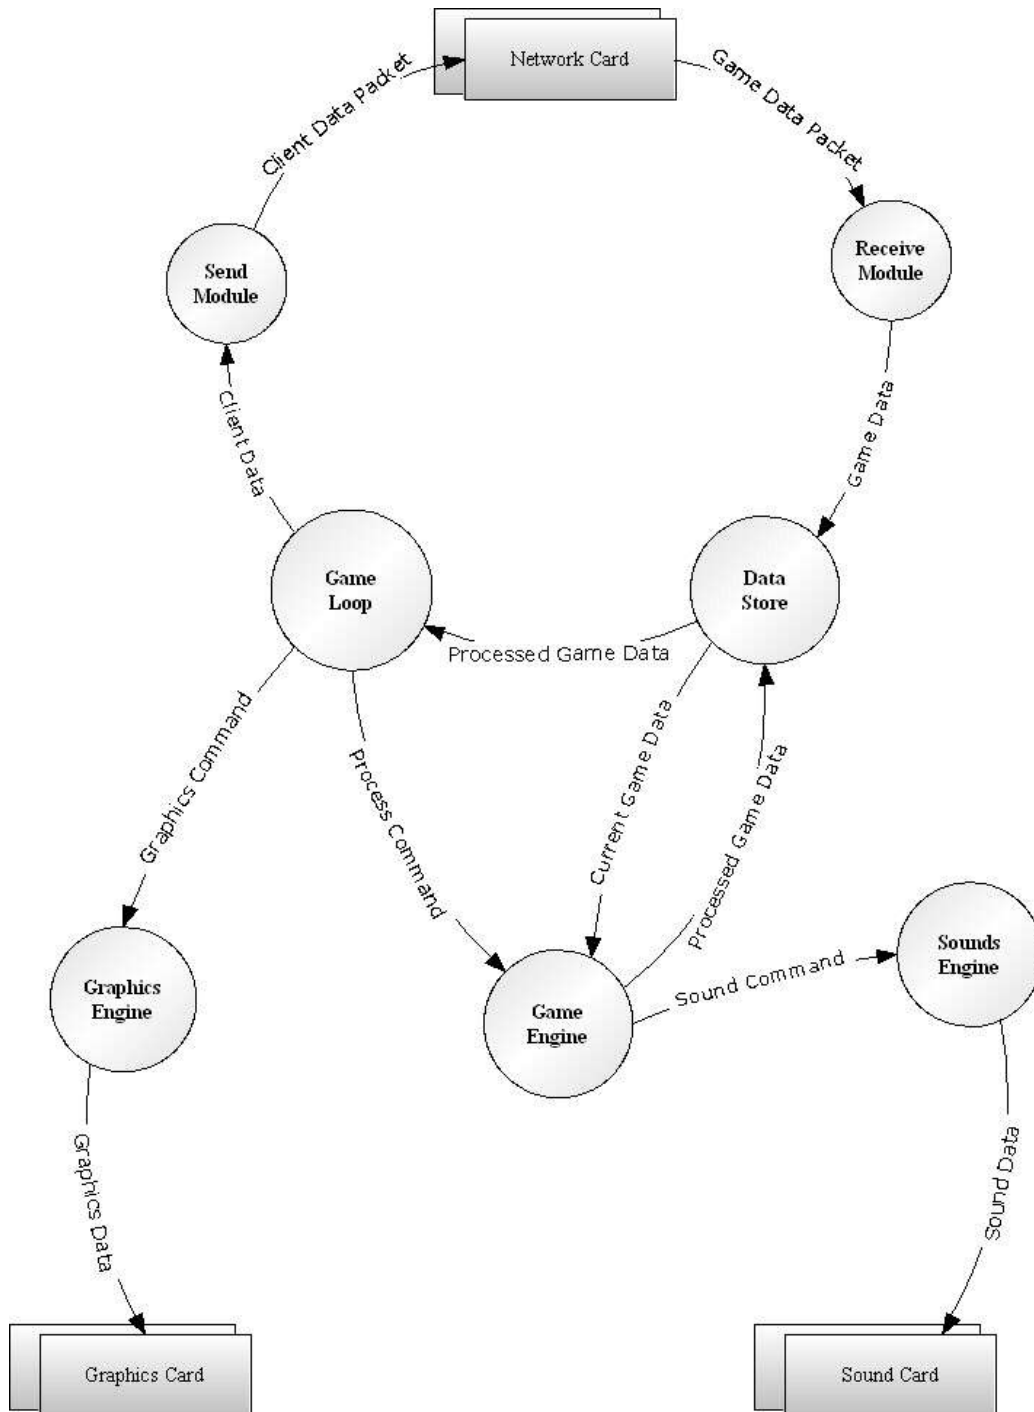 Network Card
Client Data Packet
Game Data Packet
Send
Module
Receive
Module
Client Data
Game Data
Game
Loop
Data
Store
Processed Game Data
Graphics Command
Process Command
Current Game Data
Processed Game Data
Graphics
Engine
Game
Engine
Sound Command
Sounds
Engine
Graphics Data
Sound Data
Graphics Card
Sound Card